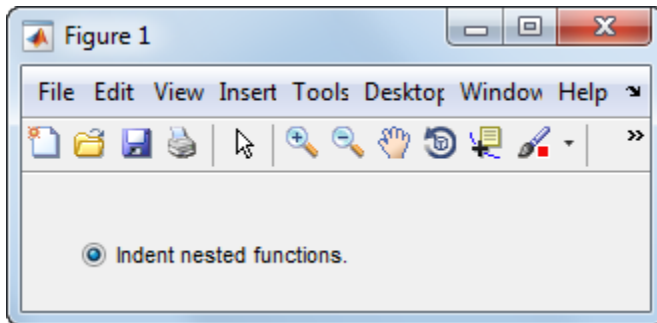 Figure 1
File Edit View Insert Tools Desktop Window Help
Indent nested functions.